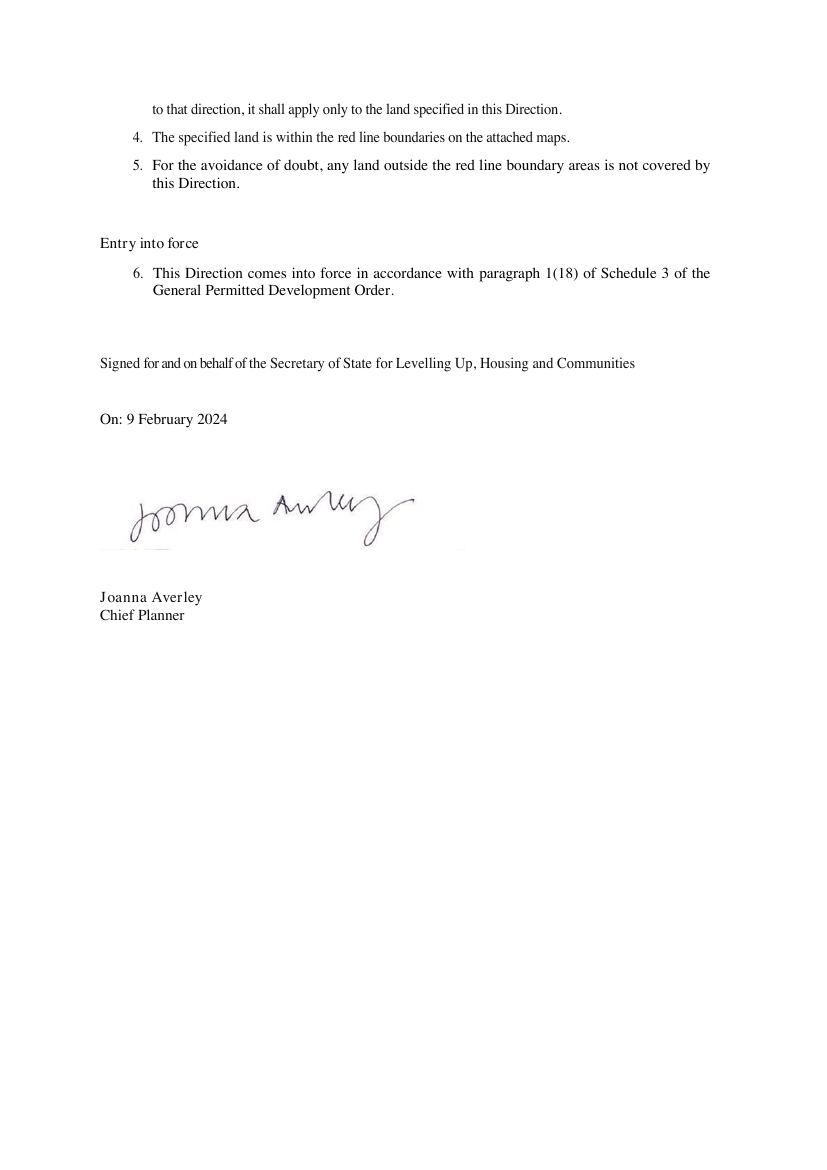 to that direction, it shall apply only to the land specified in this Direction.
4. The specified land is within the red line boundaries on the attached maps.
5. For the avoidance of doubt, any land outside the red line boundary areas is not covered by
this Direction.
Entry into force
6. This Direction comes into force in accordance with paragraph 1(18) of Schedule 3 of the
General Permitted Development Order.
Signed for and on behalf of the Secretary of State for Levelling Up, Housing and Communities
On: 9 February 2024
Joanna Averley
Joanna Averley
Chief Planner